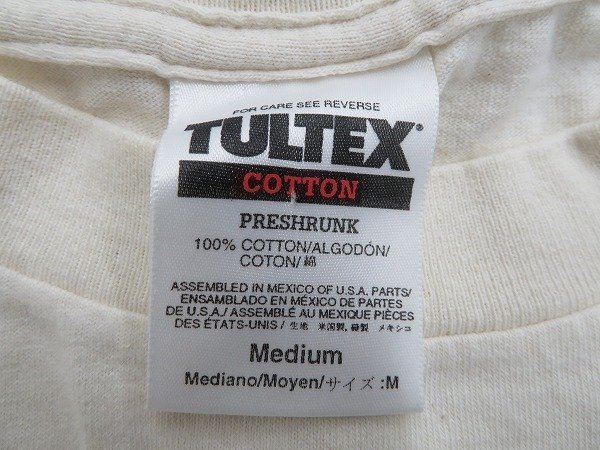 FOR CARE SEE REVERSE
TULTEX®
COTTON
PRESHRUNK
100% COTTON/ALGODÓN/
COTON/綿
ASSEMBLED IN MEXICO OF U.S.A. PARTS/
ENSAMBLADO EN MÉXICO DE PARTES
DE U.S.A./ ASSEMBLÉ AU MEXIQUE PIÈCES
DES ÉTATS-UNIS/ 生地 米国製, 縫製 メキシコ
Medium
Mediano/Moyen/サイズ :M